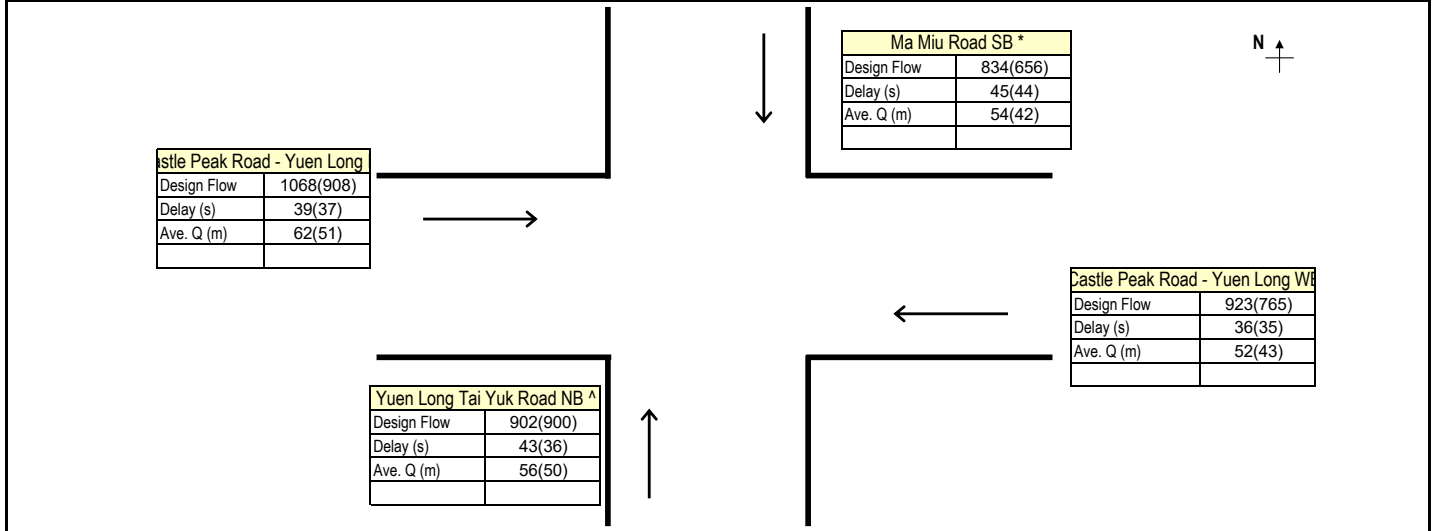 Ma Miu Road SB *
Design Flow 834(656)
Delay (s) 45(44)
Ave. Q (m) 54(42)
N
Peak Road - Yuen Long
Design Flow 1068(908)
Delay (s) 39(37)
Ave. Q (m) 62(51)
Castle Peak Road - Yuen Long
Design Flow 923(765)
Delay (s) 36(35)
Ave. Q (m) 52(43)
Yuen Long Tai Yuk Road NB ^
Design Flow 902(900)
Delay (s) 43(36)
Ave. Q (m) 56(50)